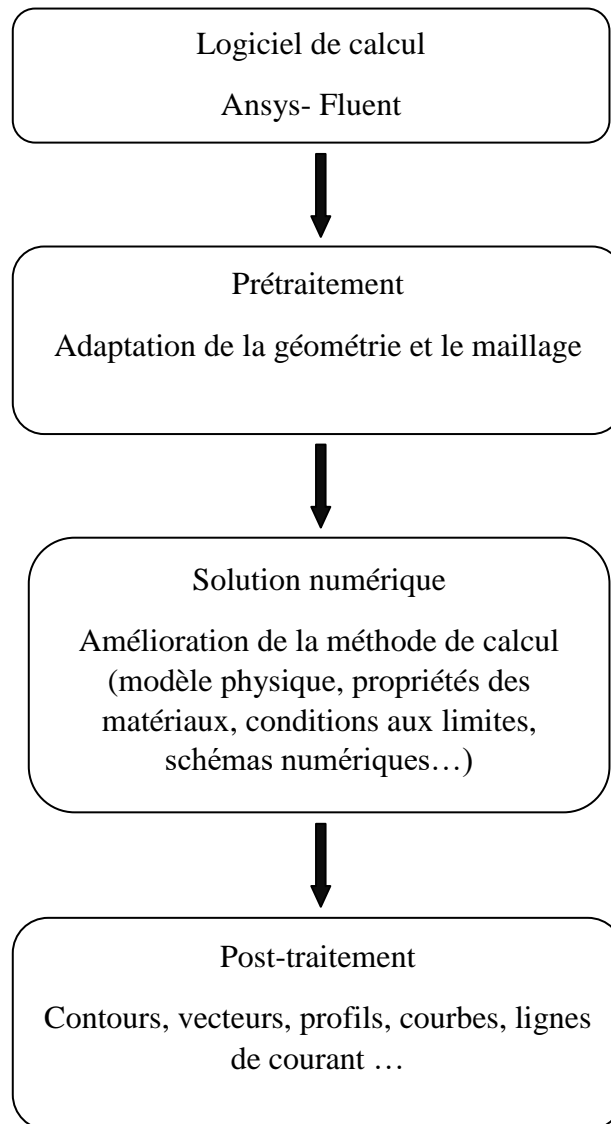 Logiciel de calcul
Ansys- Fluent
Prétraitement
Adaptation de la géométrie et le maillage
Solution numérique
Amélioration de la méthode de calcul
(modèle physique, propriétés des
matériaux, conditions aux limites,
schémas numériques…)
Post-traitement
Contours, vecteurs, profils, courbes, lignes
de courant …